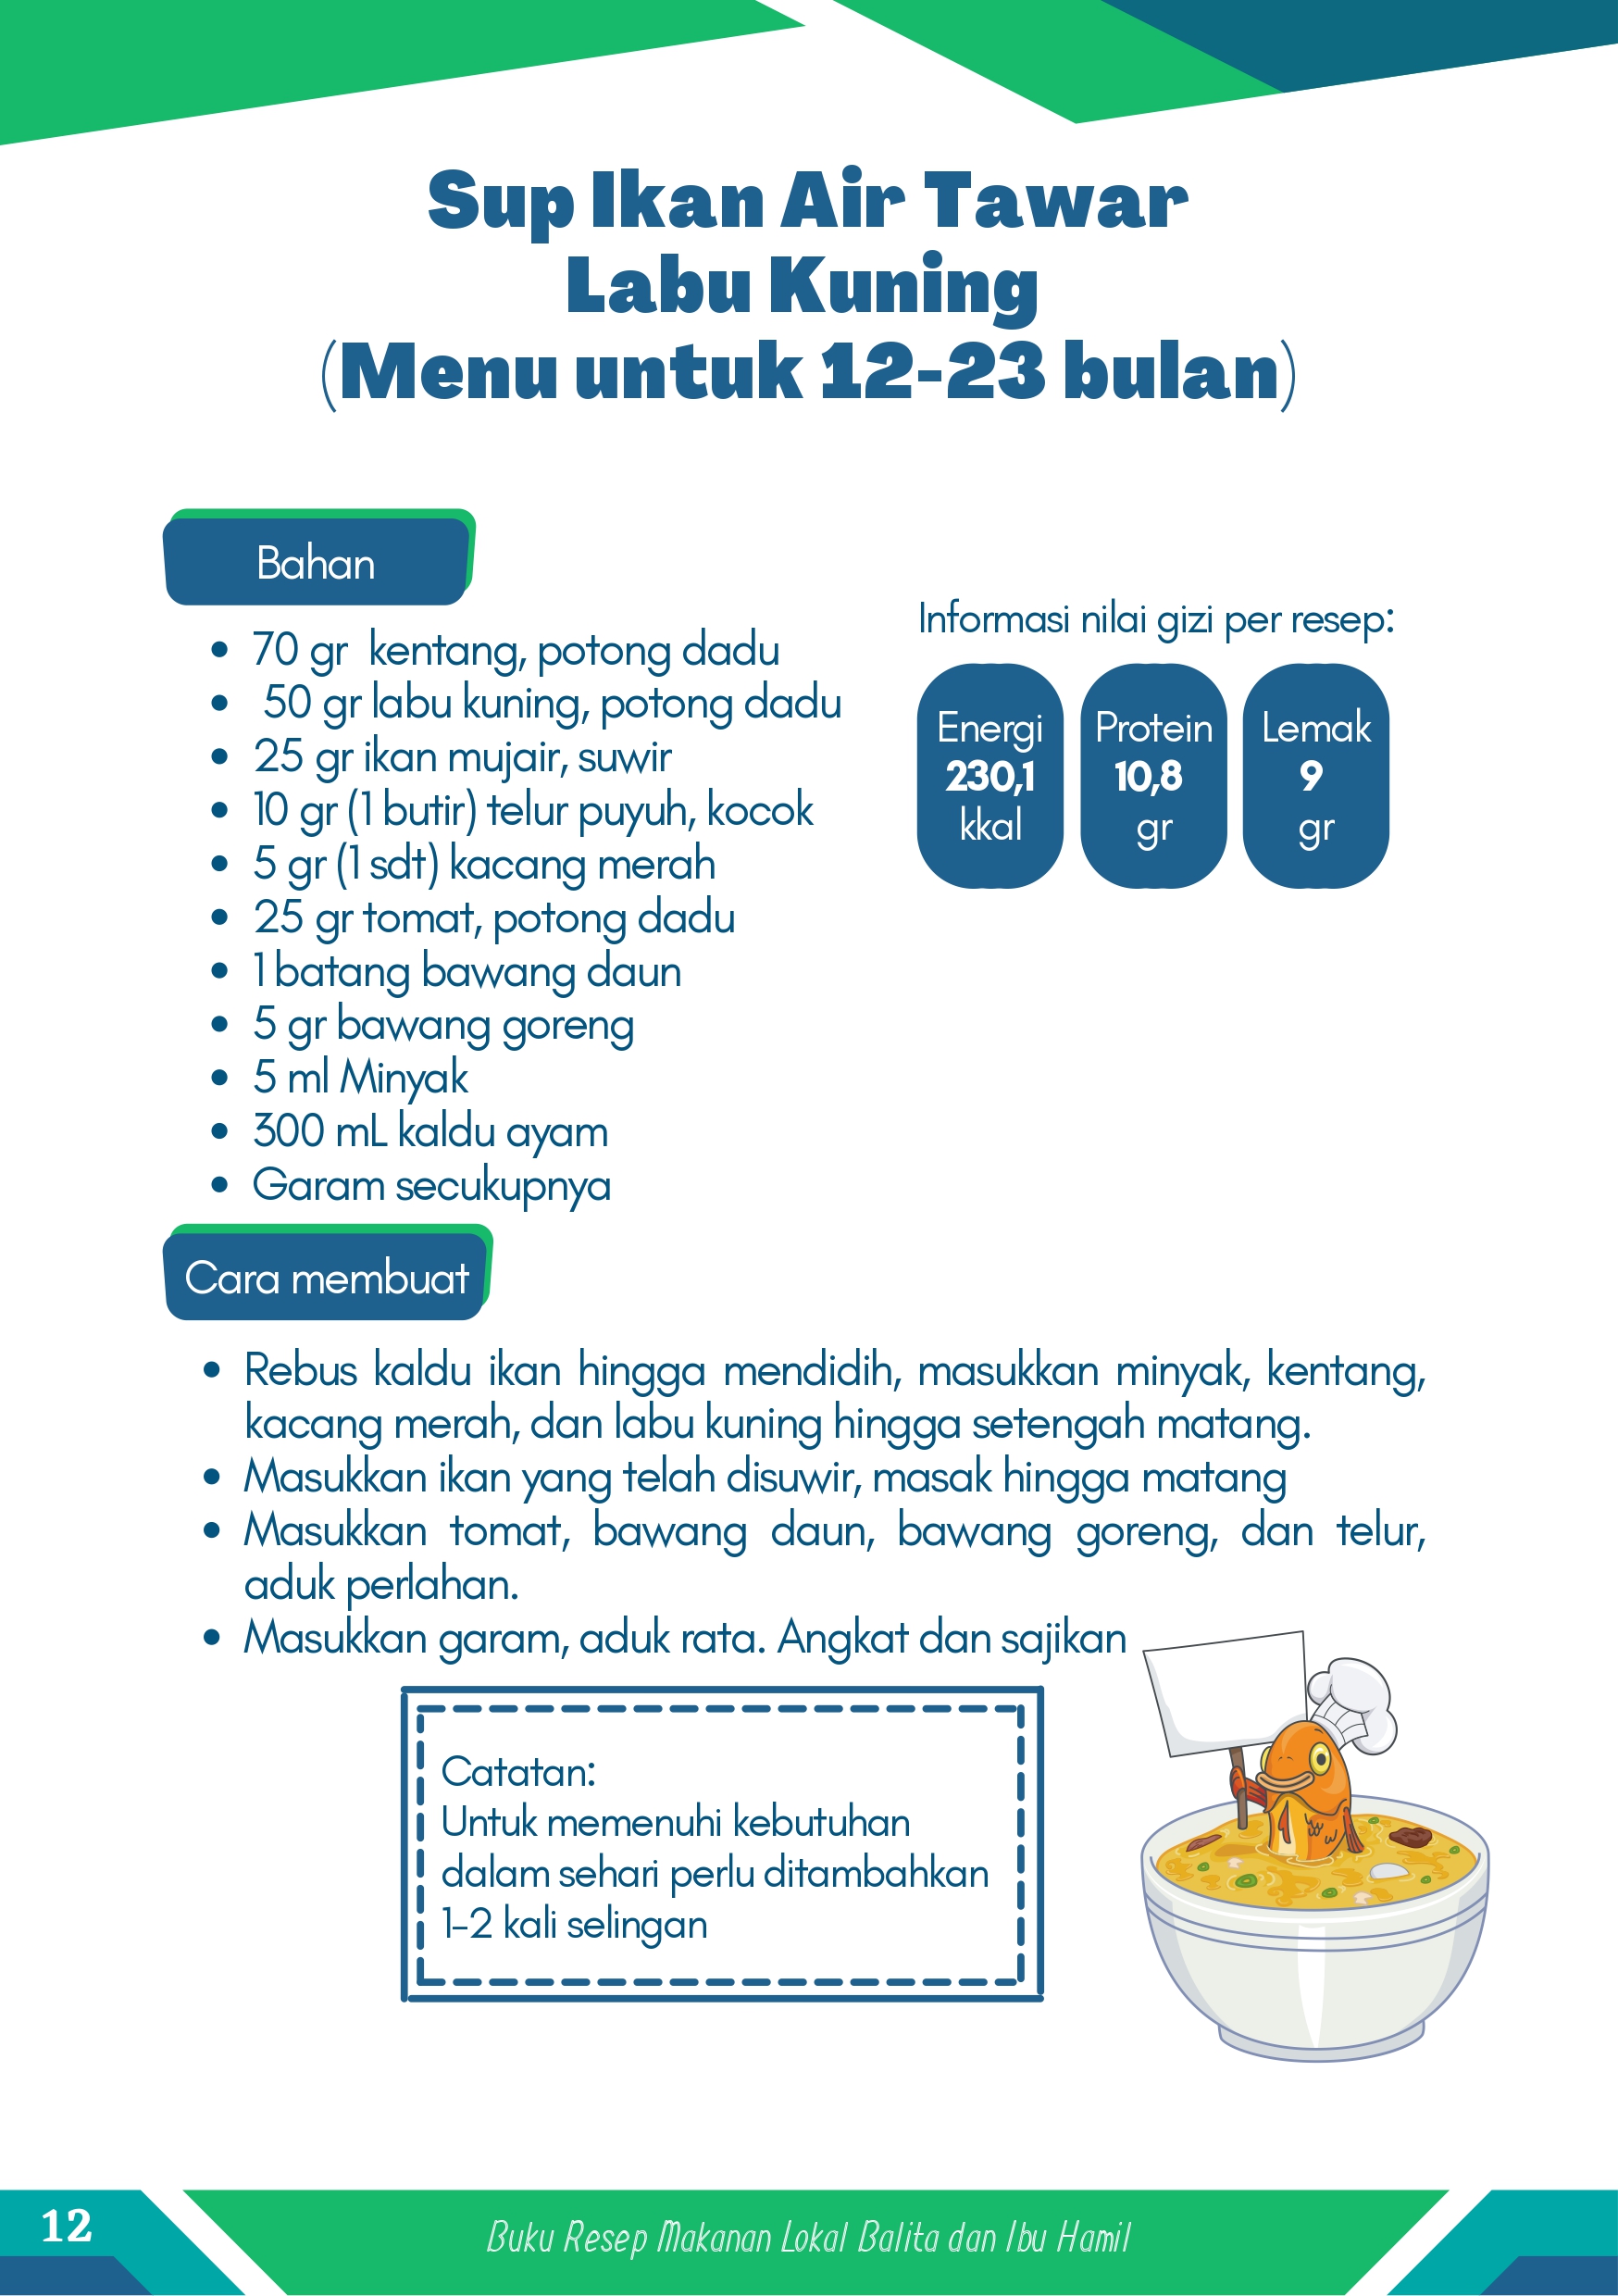 Sup Ikan Air Tawar
Labu Kuning
(Menu untuk 12-23 bulan)
Bahan
• 70 gr kentang, potong dadu
• 50 gr labu kuning, potong dadu
• 25 gr ikan mujair, suwir
• 10 gr (1 butir) telur puyuh, kocok
• 5 gr (1 sdt) kacang merah
• 25 gr tomat, potong dadu
• 1 batang bawang daun
• 5 gr bawang goreng
• 5 ml Minyak
• 300 mL kaldu ayam
• Garam secukupnya
Informasi nilai gizi per resep:
Energi
230,1
kkal
Protein
10,8
gr
Lemak
9
gr
Cara membuat
• Rebus kaldu ikan hingga mendidih, masukkan minyak, kentang,
kacang merah, dan labu kuning hingga setengah matang.
• Masukkan ikan yang telah disuwir, masak hingga matang
• Masukkan tomat, bawang daun, bawang goreng, dan telur,
aduk perlahan.
• Masukkan garam, aduk rata. Angkat dan sajikan
Catatan:
Untuk memenuhi kebutuhan
dalam sehari perlu ditambahkan
1-2 kali selingan
12
Buku Resep Makanan Lokal Balita dan Ibu Hamil